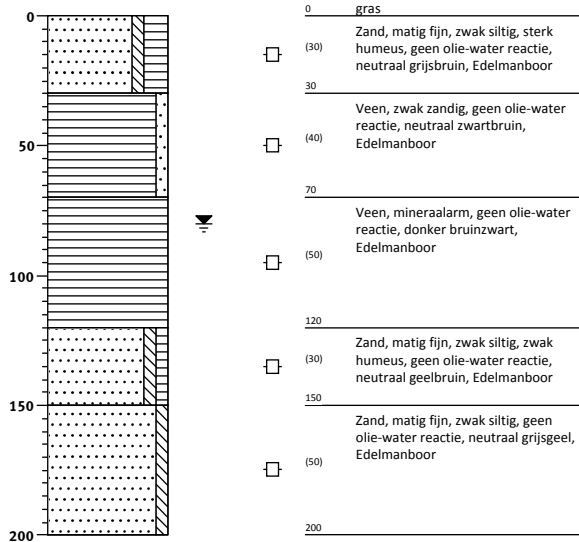 0
50
100
150
200
0 gras
(30) Zand, matig fijn, zwak siltig, sterk
humeus, geen olie-water reactie,
neutraal grijsbruin, Edelmanboor
30
(40) Veen, zwak zandig, geen olie-water
reactie, neutraal zwartbruin,
Edelmanboor
70
(50) Veen, mineraalarm, geen olie-water
reactie, donker bruinzwart,
Edelmanboor
120
(30) Zand, matig fijn, zwak siltig, zwak
humeus, geen olie-water reactie,
neutraal geelbruin, Edelmanboor
150
(50) Zand, matig fijn, zwak siltig, geen
olie-water reactie, neutraal grijsgeel,
Edelmanboor
200